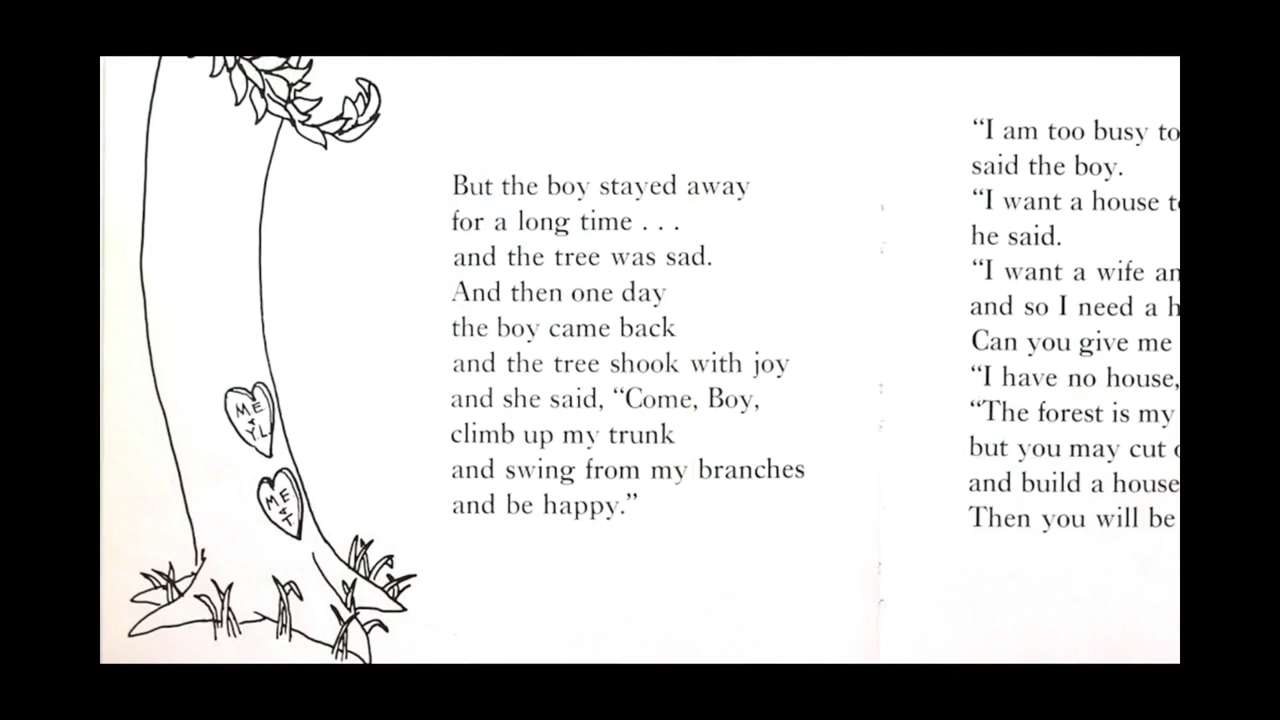 ME
+
YL
ME
+
T
But the boy stayed away
for a long time . . .
and the tree was sad.
And then one day
the boy came back
and the tree shook with joy
and she said, “Come, Boy,
climb up my trunk
and swing from my branches
and be happy.”
“I am too busy to
said the boy.
“I want a house
he said.
“I want a wife
and so I need a
Can you give me
“I have no house,
“The forest is my
but you may cut
and build a house
Then you will be